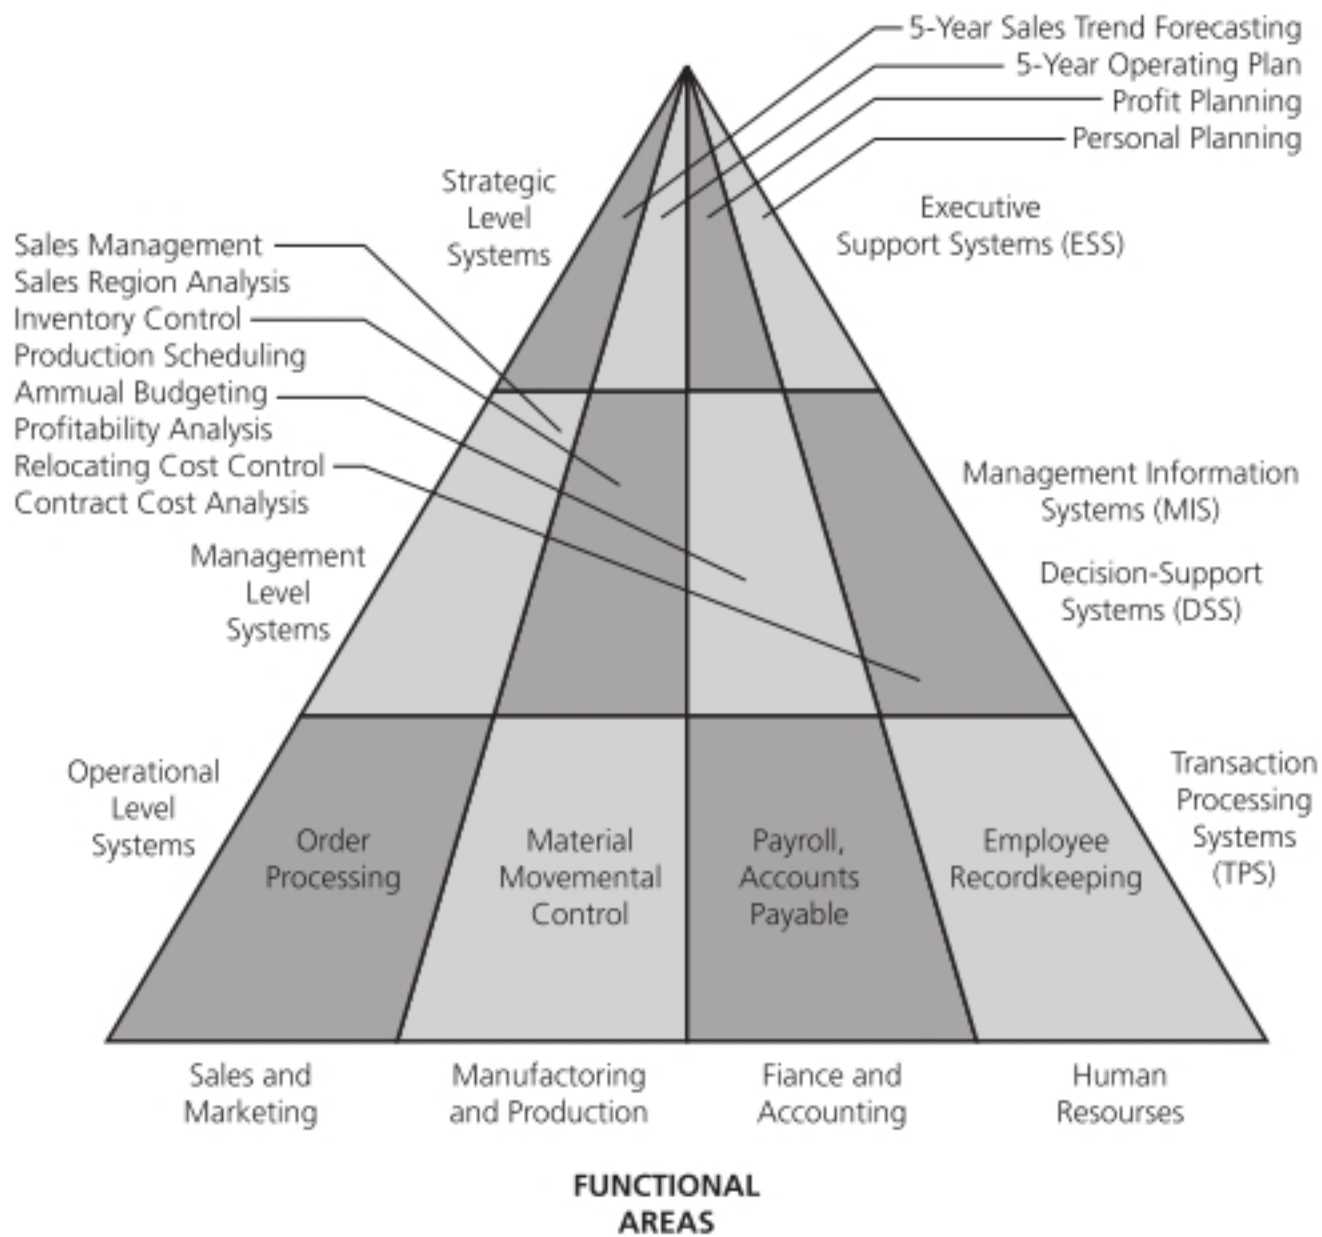 5-Year Sales Trend Forecasting
5-Year Operating Plan
Profit Planning
Personal Planning
Strategic
Level
Systems
Executive
Support Systems (ESS)
Sales Management
Sales Region Analysis
Inventory Control
Production Scheduling
Ammual Budgeting
Profitability Analysis
Relocating Cost Control
Contract Cost Analysis
Management
Level
Systems
Management Information
Systems (MIS)
Decision-Support
Systems (DSS)
Operational
Level
Systems
Order
Processing
Material
Movemental
Control
Payroll,
Accounts
Payable
Employee
Recordkeeping
Transaction
Processing
Systems
(TPS)
Sales and
Marketing
Manufactoring
and Production
Fiance and
Accounting
Human
Resourses
FUNCTIONAL
AREAS